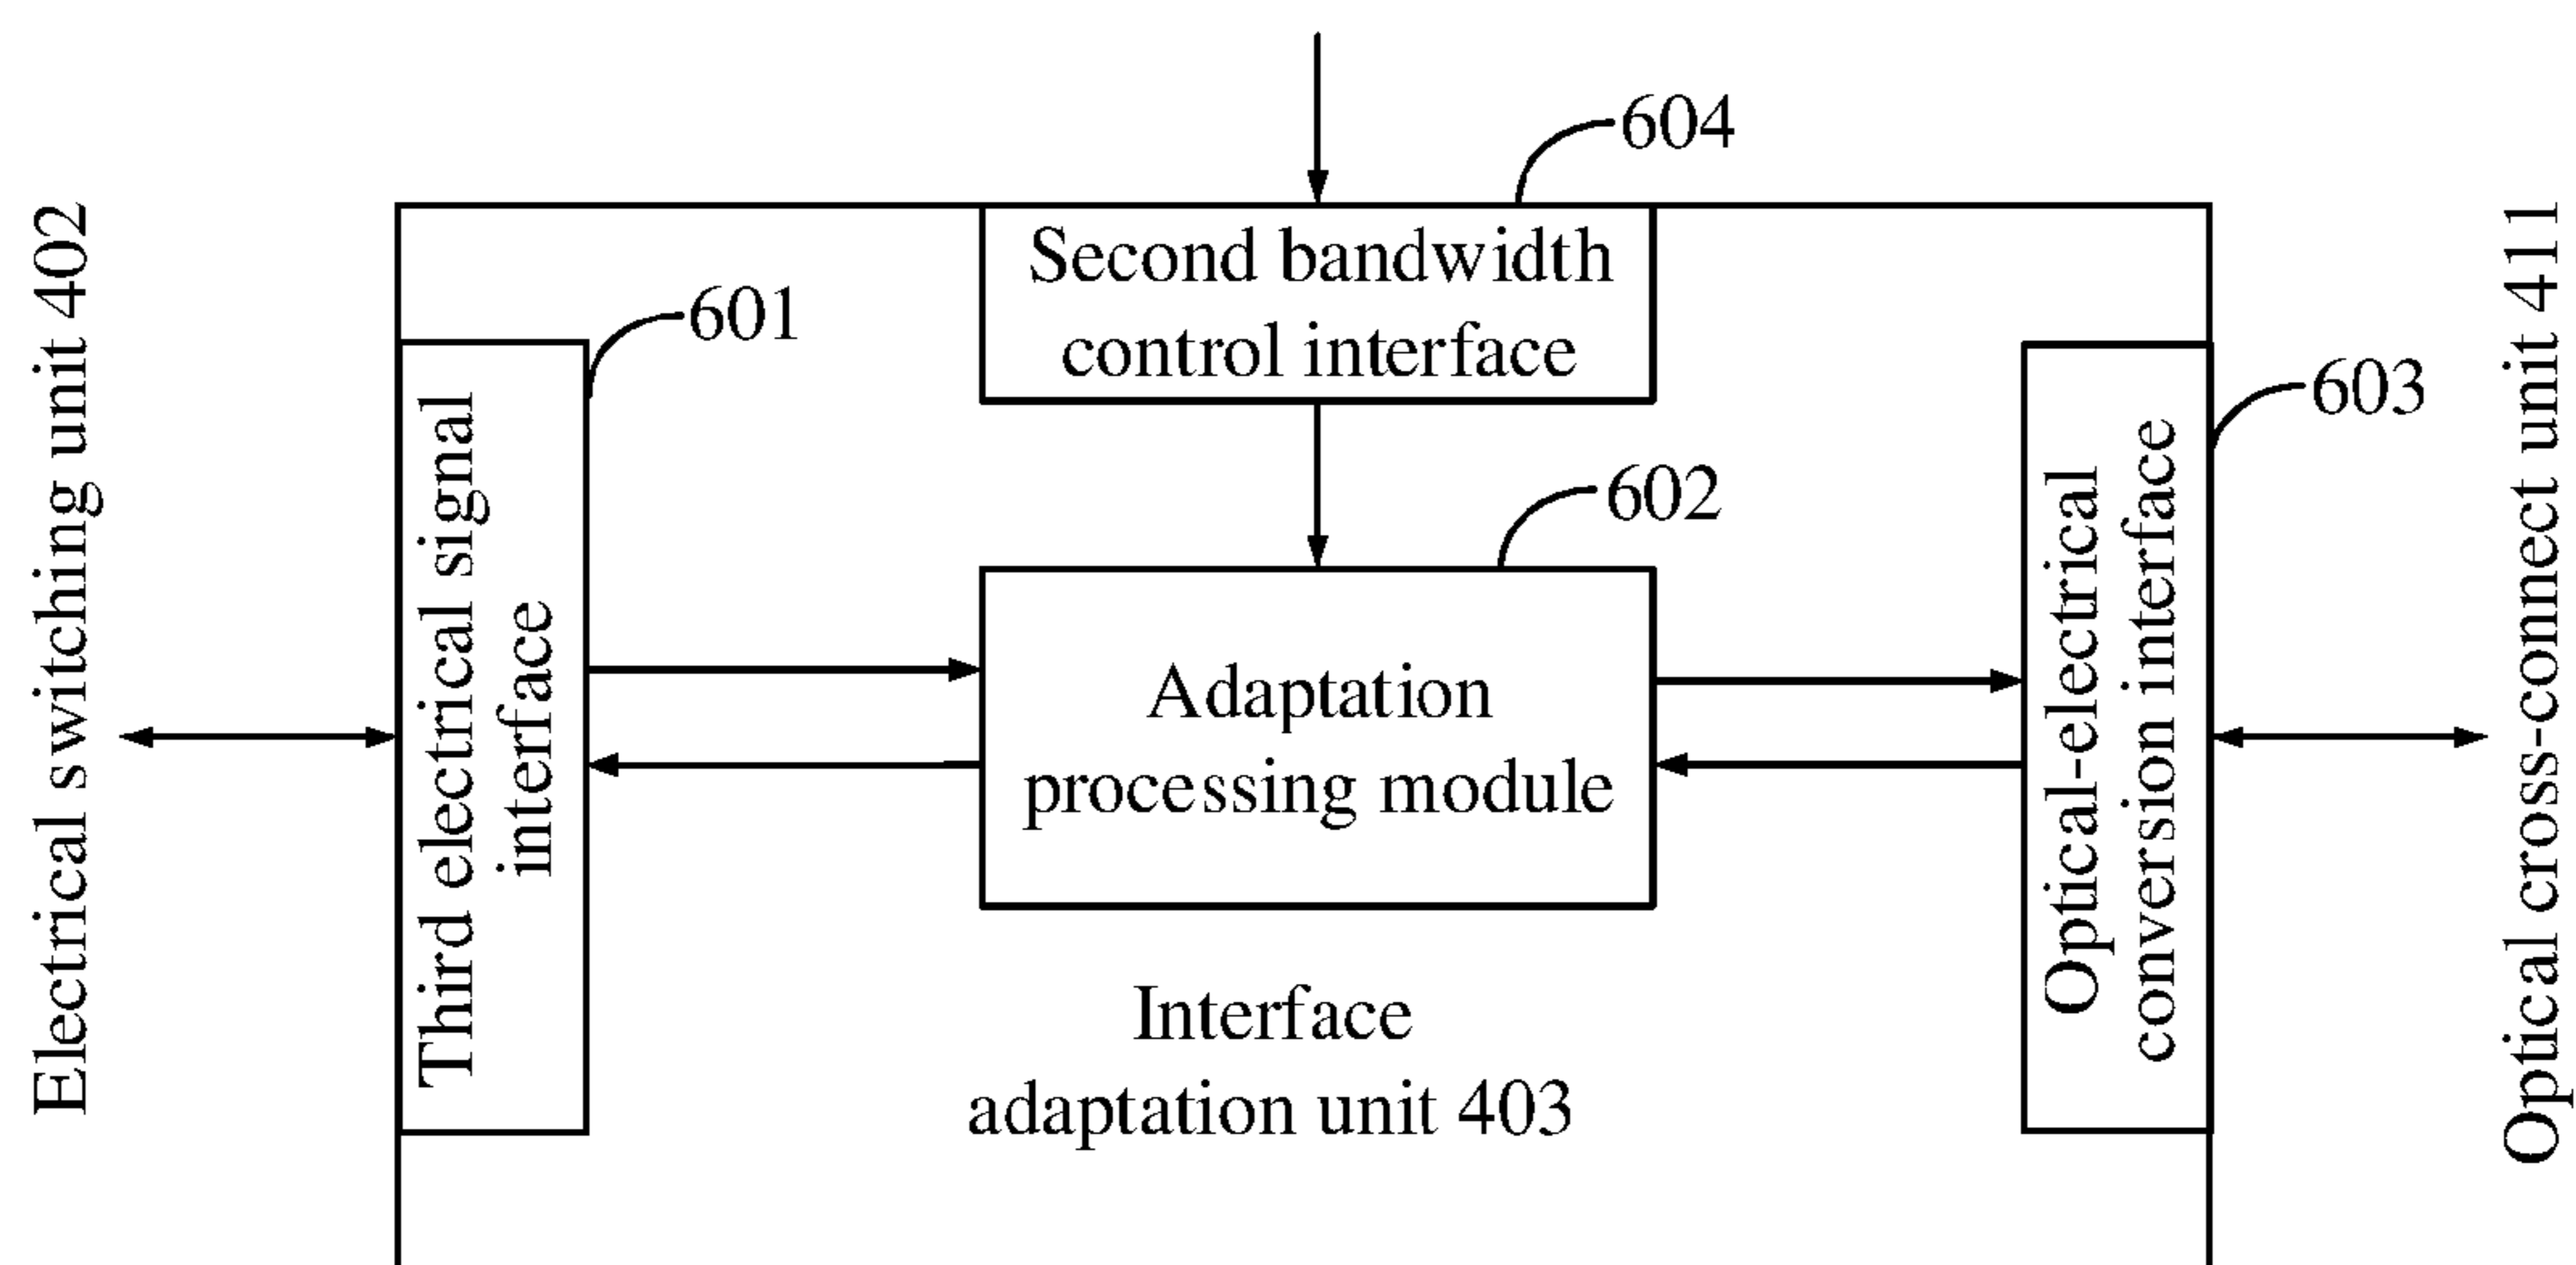 604
Second bandwidth
control interface
601
603
602
Electrical switching unit 402
Third electrical signal
interface
Adaptation
processing module
Optical-electrical
conversion interface
Optical cross-connect unit 411
Interface
adaptation unit 403